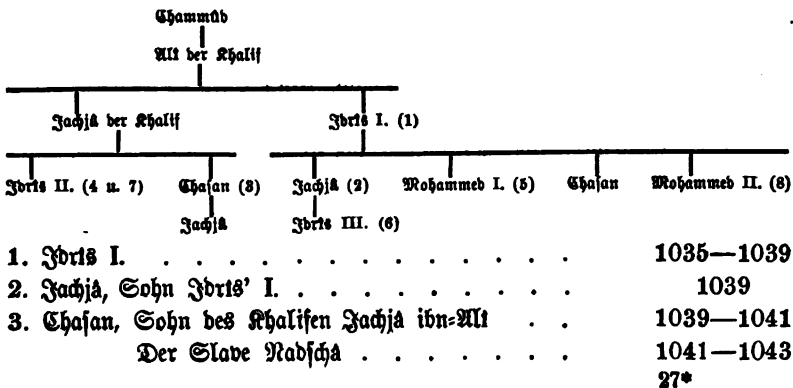 Chammûd
Ali der Khalif
Jachjâ der Khalif Idrîs I. (1)
Idrîs II. (4 u. 7) Chasan (3) Jachjâ (2) Mohammed I. (5) Chasan Mohammed II. (8)
Jachjâ Idrîs III. (6)
1. Idrîs I. . . . . . . . . . . . . . . 1035—1039
2. Jachjâ, Sohn Idrîs' I. . . . . . . . . . 1039
3. Chasan, Sohn des Khalifen Jachjâ ibn-Ali . . 1039—1041
Der Slave Nadschâ . . . . . . . 1041—1043
27*